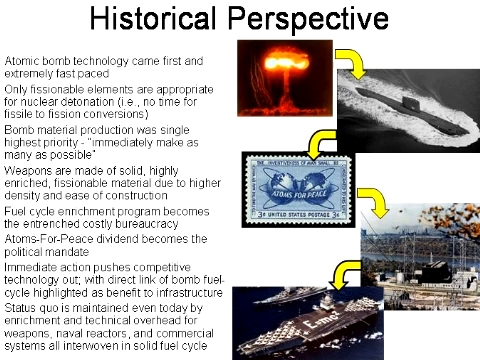 Historical Perspective
Atomic bomb technology came first and
extremely fast paced
Only fissionable elements are appropriate
for nuclear detonation (i.e., no time for
fissile to fission conversions)
Bomb material production was single
highest priority - "immediately make as
many as possible"
Weapons are made of solid, highly
enriched, fissionable material due to higher
density and ease of construction
Fuel cycle enrichment program becomes
the entrenched costly bureaucracy
Atoms-For-Peace dividend becomes the
political mandate
Immediate action pushes competitive
technology out; with direct link of bomb fuel-
cycle highlighted as benefit to infrastructure
Status quo is maintained even today by
enrichment and technical overhead for
weapons, naval reactors, and commercial
systems all interwoven in solid fuel cycle
ATOMS FOR PEACE
3¢ UNITED STATES POSTAGE 3¢